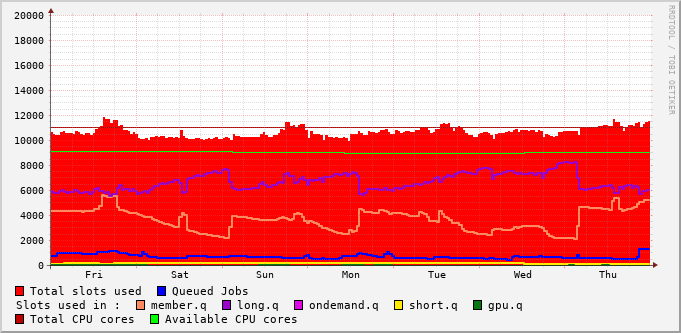 RRDTOOL / TOBI OETIKER
20000
18000
16000
14000
12000
10000
8000
6000
4000
2000
0
Fri Sat Sun Mon Tue Wed Thu
Total slots used Queued Jobs
Slots used in : member.q long.q ondemand.q short.q gpu.q
Total CPU cores Available CPU cores